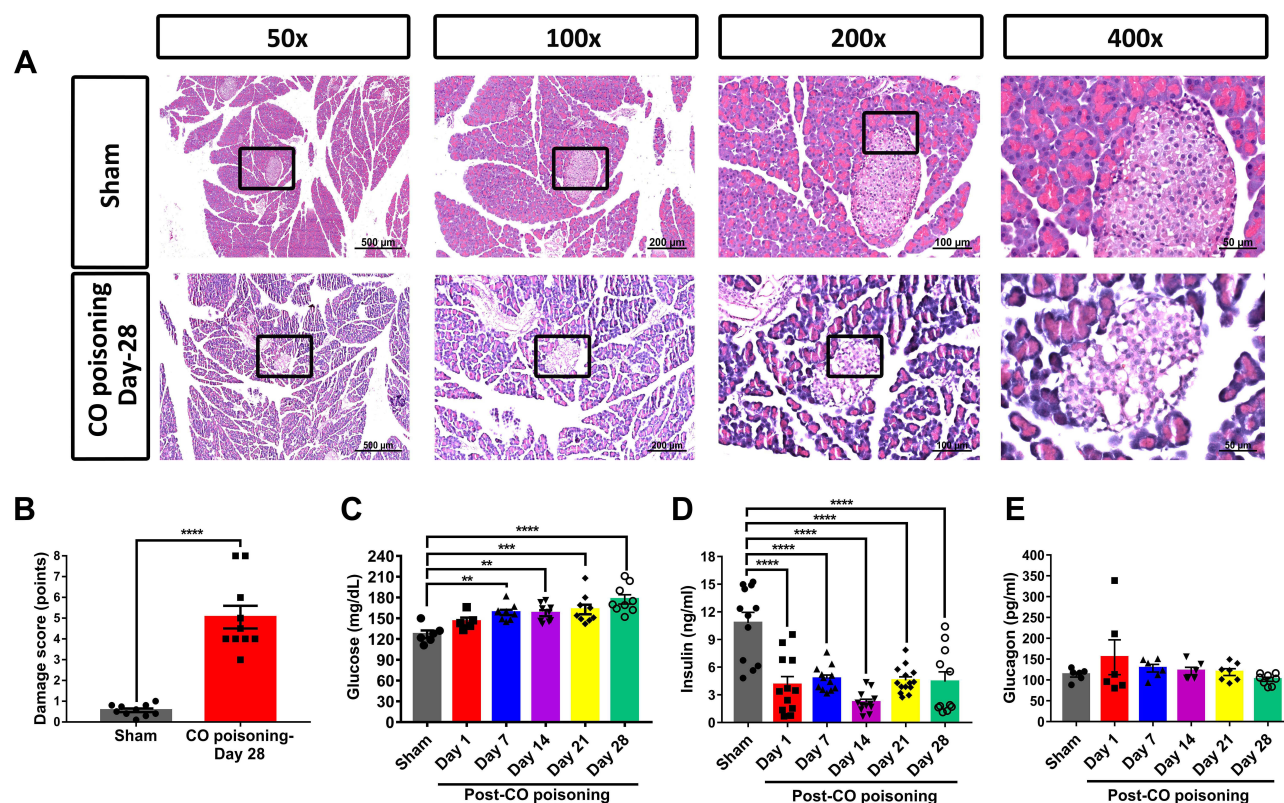 50x
100x
200x
400x
A
Sham
500 µm
200 µm
100 µm
50 µm
CO poisoning
Day-28
500 µm
200 µm
100 µm
50 µm
B
Damage score (points)
8
7
6
5
4
3
2
1
0
****
Sham
CO poisoning-
Day 28
C
Glucose (mg/dL)
240
210
180
150
120
90
60
30
0
****
***
**
**
Sham
Day 1
Day 7
Day 14
Day 21
Day 28
Post-CO poisoning
D
Insulin (ng/ml)
18
15
12
9
6
3
0
****
****
****
****
****
Sham
Day 1
Day 7
Day 14
Day 21
Day 28
Post-CO poisoning
E
Glucagon (pg/ml)
400
350
300
250
200
150
100
50
0
Sham
Day 1
Day 7
Day 14
Day 21
Day 28
Post-CO poisoning